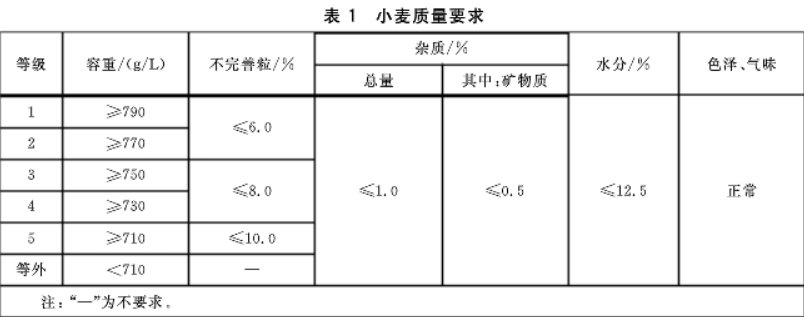 表 1 小麦质量要求
等级 容重/(g/L) 不完善粒/% 杂质/% 水分/% 色泽、气味
总量 其中:矿物质
1 ≥790 ≤6.0 ≤1.0 ≤0.5 ≤12.5 正常
2 ≥770
3 ≥750 ≤8.0
4 ≥730
5 ≥710 ≤10.0
等外 <710 —
注:“—”为不要求。